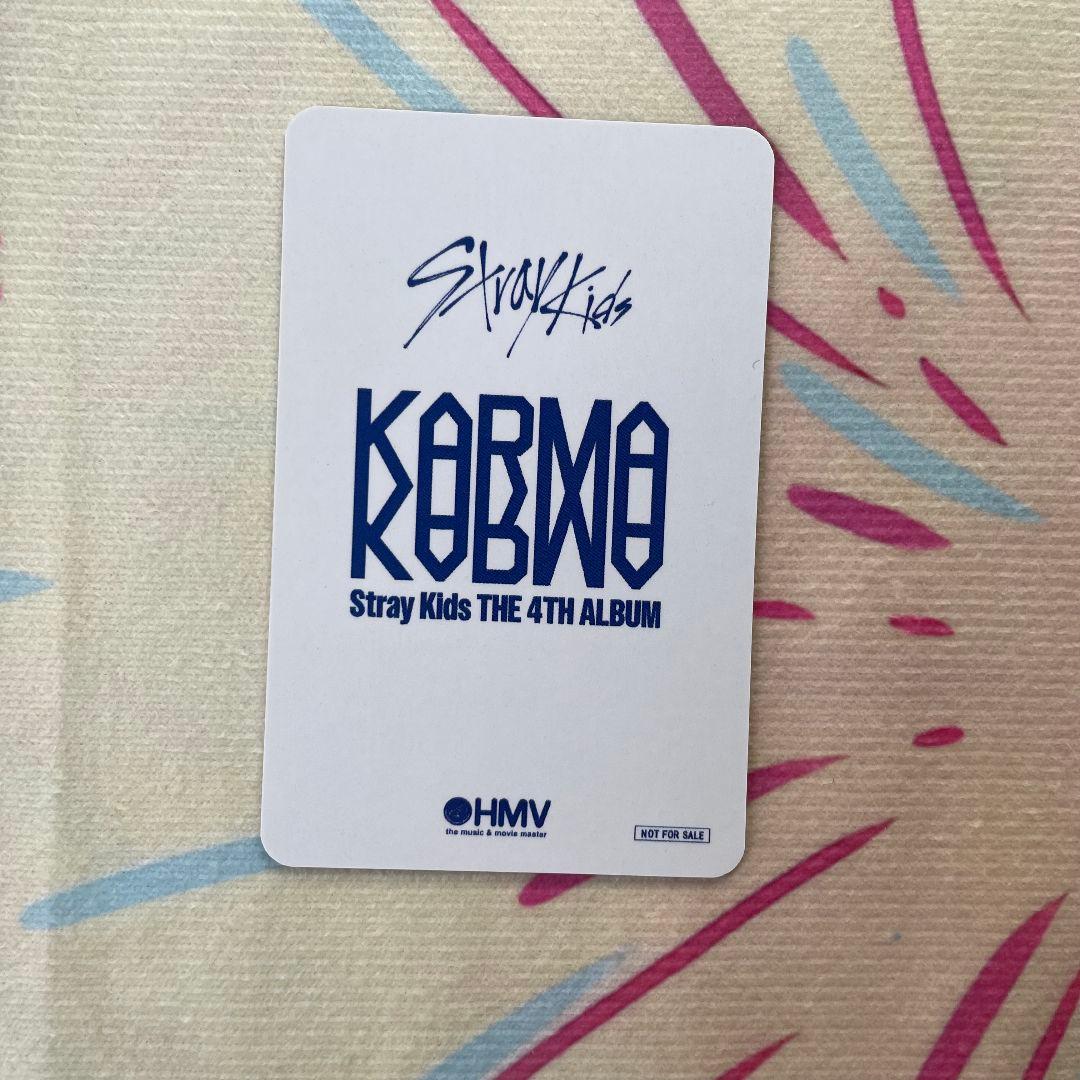 Stray Kids
KARMA
Stray Kids THE 4TH ALBUM
HMV
the music & movie master
NOT FOR SALE